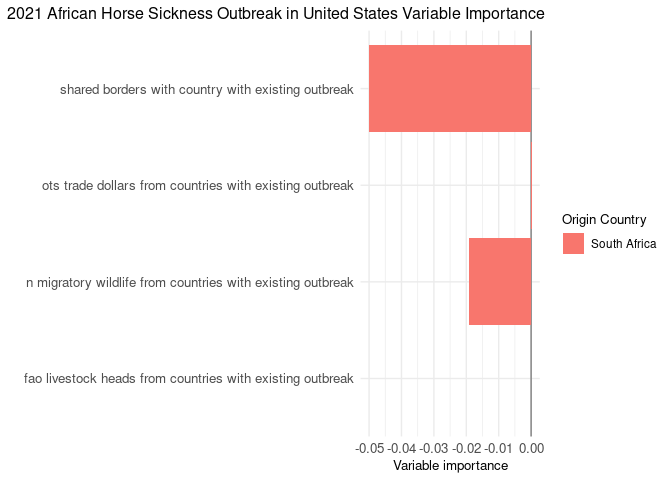 2021 African Horse Sickness Outbreak in United States Variable Importance
shared borders with country with existing outbreak
ots trade dollars from countries with existing outbreak
n migratory wildlife from countries with existing outbreak
fao livestock heads from countries with existing outbreak
-0.05 -0.04 -0.03 -0.02 -0.01 0.00
Variable importance
Origin Country
South Africa